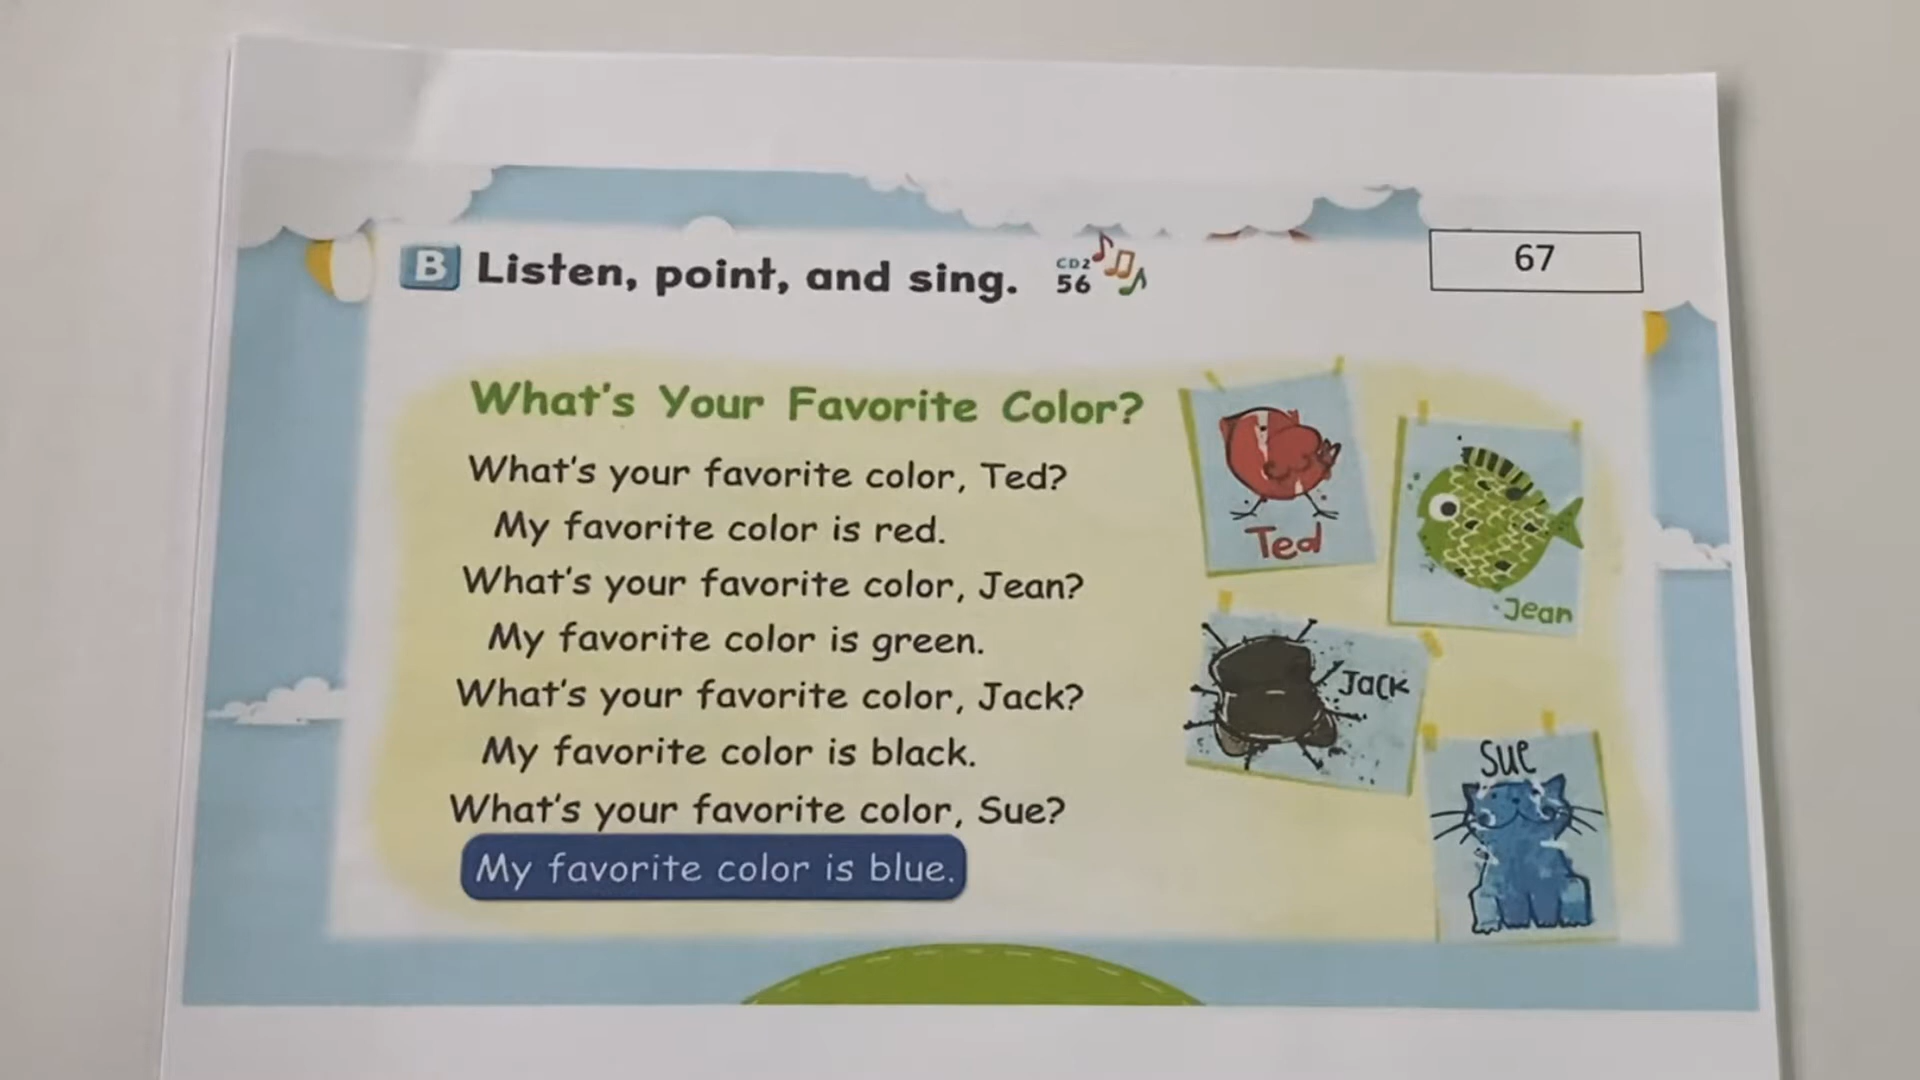 B Listen, point, and sing. CD2 56
67
What's Your Favorite Color?
What's your favorite color, Ted?
My favorite color is red.
What's your favorite color, Jean?
My favorite color is green.
What's your favorite color, Jack?
My favorite color is black.
What's your favorite color, Sue?
My favorite color is blue.
Ted
Jean
Jack
Sue